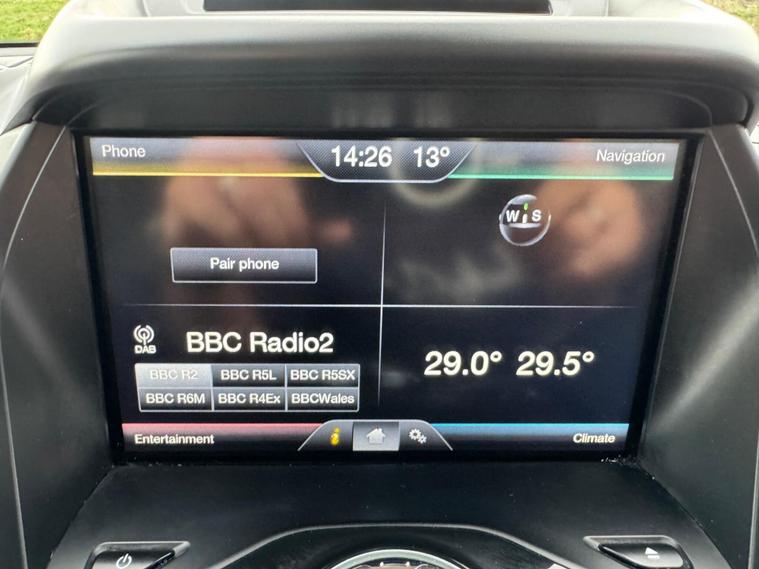 Phone
14:26 13°
Navigation
W S
Pair phone
DAB
BBC Radio2
BBC R2 BBC R5L BBC R5SX
BBC R6M BBC R4Ex BBCWales
29.0° 29.5°
Entertainment
i
Climate